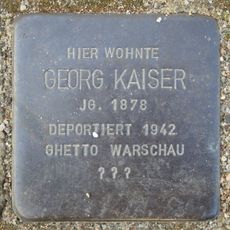 HIER WOHNTE
GEORG KAISER
JG. 1878
DEPORTIERT 1942
GHETTO WARSCHAU
???